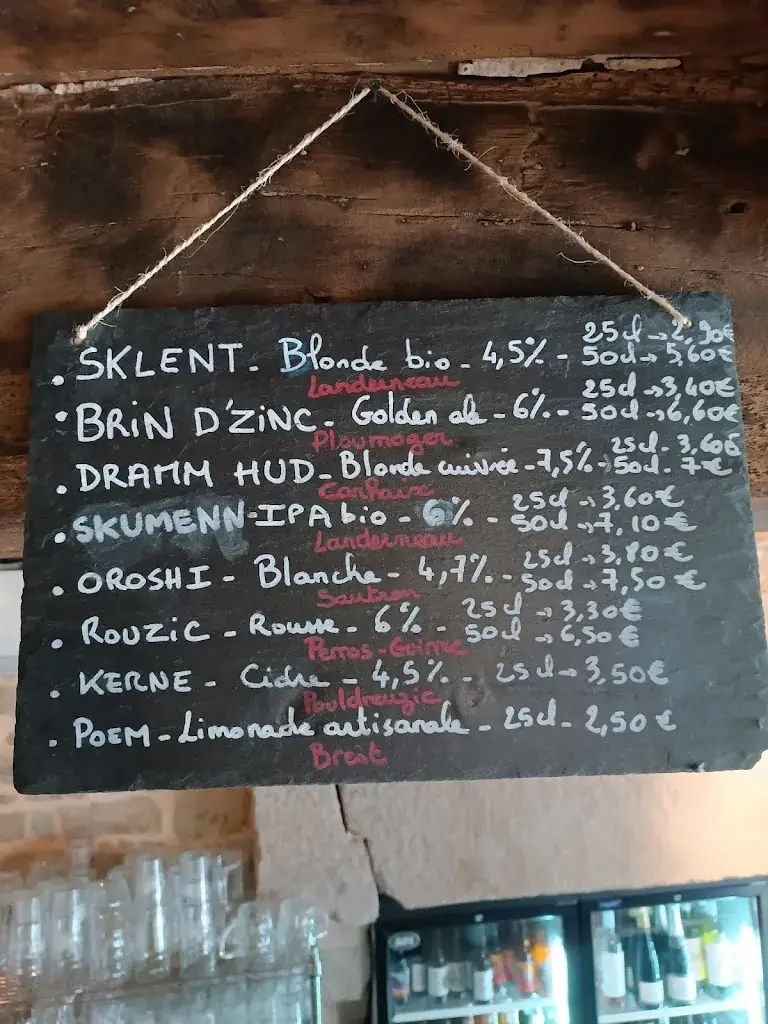 . SKLENT - Blonde bio - 4,5% - 25cl → 2,90€
50cl → 5,60€
Landerneau
. BRIN D'ZINC - Golden ale - 6% - 25cl → 3,40€
50cl → 6,60€
Ploumoger
. DRAMM HUD - Blonde cuivrée - 7,5% - 25cl - 3,60€
50cl - 7€
Carhaix
. SKUMENN - IPA bio - 6% - 25cl → 3,60€
50cl → 7,10€
Landerneau
. OROSHI - Blanche - 4,7% - 25cl → 3,80€
50cl → 7,50€
Sautron
. ROUZIC - Rousse - 6% - 25cl → 3,30€
50cl → 6,50€
Perros-Guirrec
. KERNE - Cidre - 4,5% - 25cl → 3,50€
Pouldreuzic
. POEM - Limonade artisanale - 25cl - 2,50€
Brest